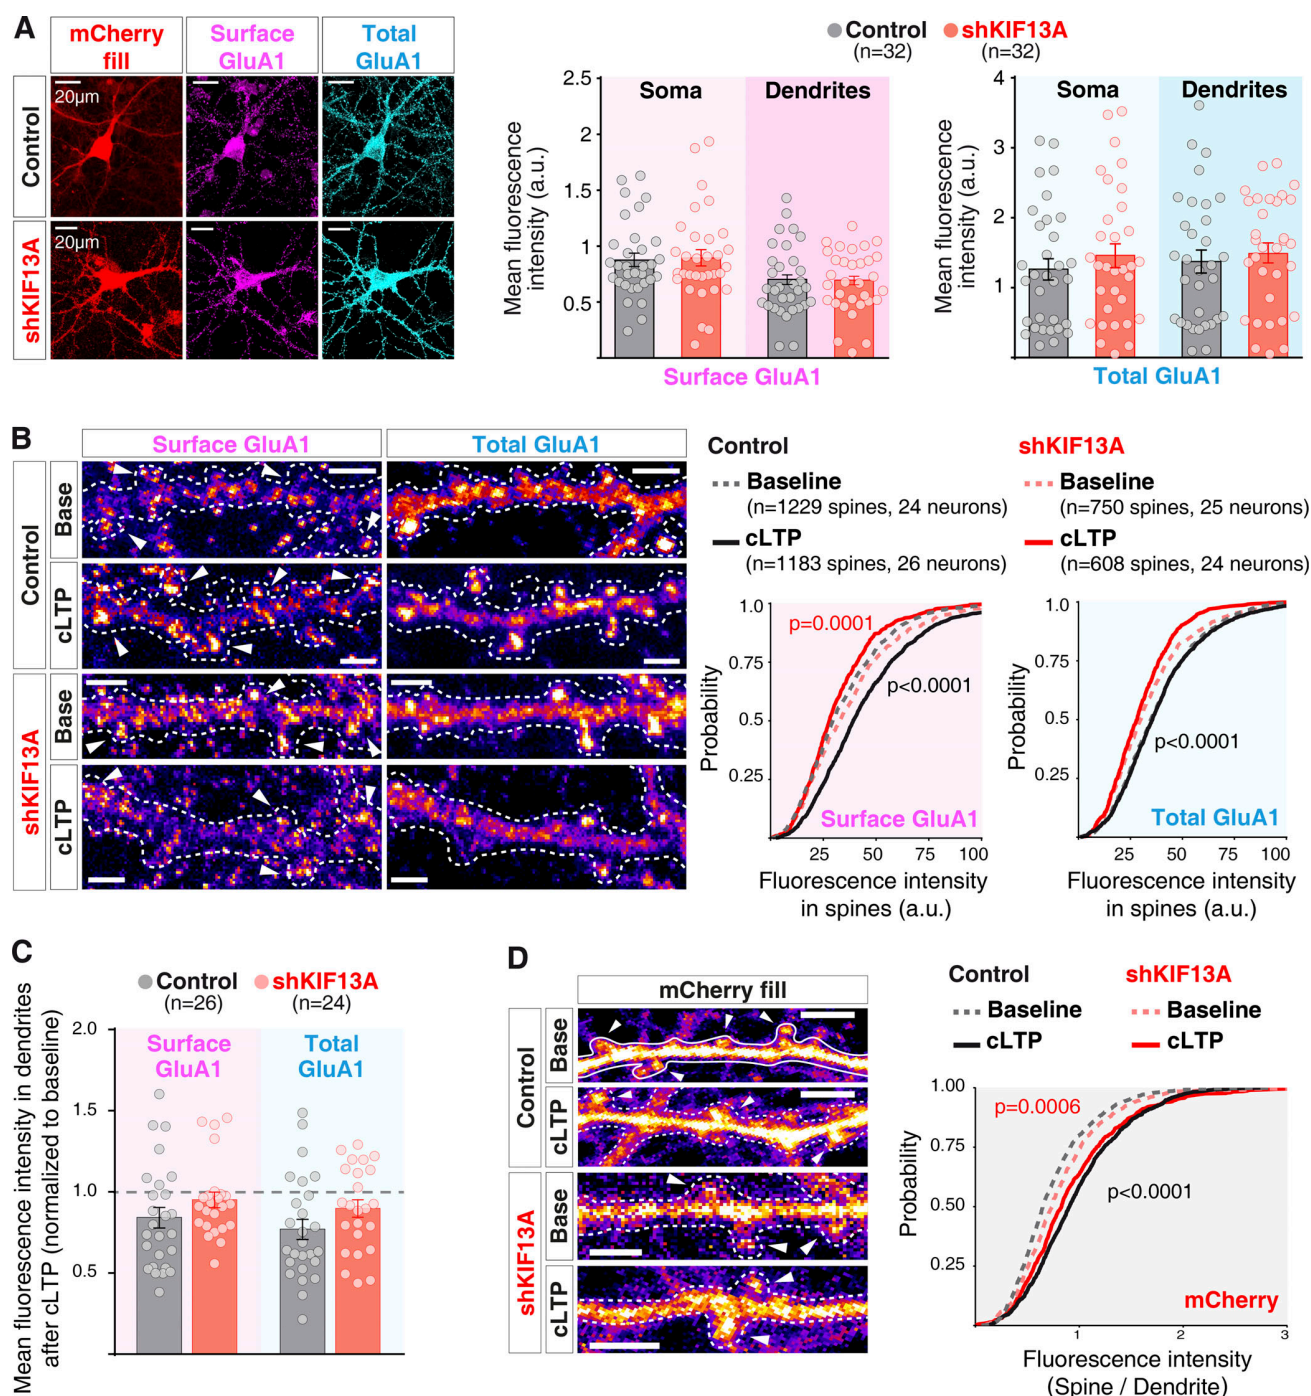 A
mCherry
fill
Surface
GluA1
Total
GluA1
Control
20µm
shKIF13A
20µm
Control
(n=32)
shKIF13A
(n=32)
Mean fluorescence
intensity (a.u.)
2.5
2
1.5
1
0.5
Soma
Dendrites
Surface GluA1
Mean fluorescence
intensity (a.u.)
4
3
2
1
Soma
Dendrites
Total GluA1
B
Surface GluA1
Total GluA1
Control
Base
cLTP
shKIF13A
Base
cLTP
Control
Baseline
(n=1229 spines, 24 neurons)
cLTP
(n=1183 spines, 26 neurons)
shKIF13A
Baseline
(n=750 spines, 25 neurons)
cLTP
(n=608 spines, 24 neurons)
Probability
1.0
0.75
0.5
0.25
p=0.0001
p<0.0001
Surface GluA1
25 50 75 100
Fluorescence intensity
in spines (a.u.)
Probability
1.0
0.75
0.5
0.25
p<0.0001
Total GluA1
25 50 75 100
Fluorescence intensity
in spines (a.u.)
C
Control
(n=26)
shKIF13A
(n=24)
Mean fluorescence intensity in dendrites
after cLTP (normalized to baseline)
2.0
1.5
1.0
0.5
Surface
GluA1
Total
GluA1
D
mCherry fill
Control
Base
cLTP
shKIF13A
Base
cLTP
Control
Baseline
cLTP
shKIF13A
Baseline
cLTP
Probability
1.00
0.75
0.50
0.25
p=0.0006
p<0.0001
mCherry
1 2 3
Fluorescence intensity
(Spine / Dendrite)